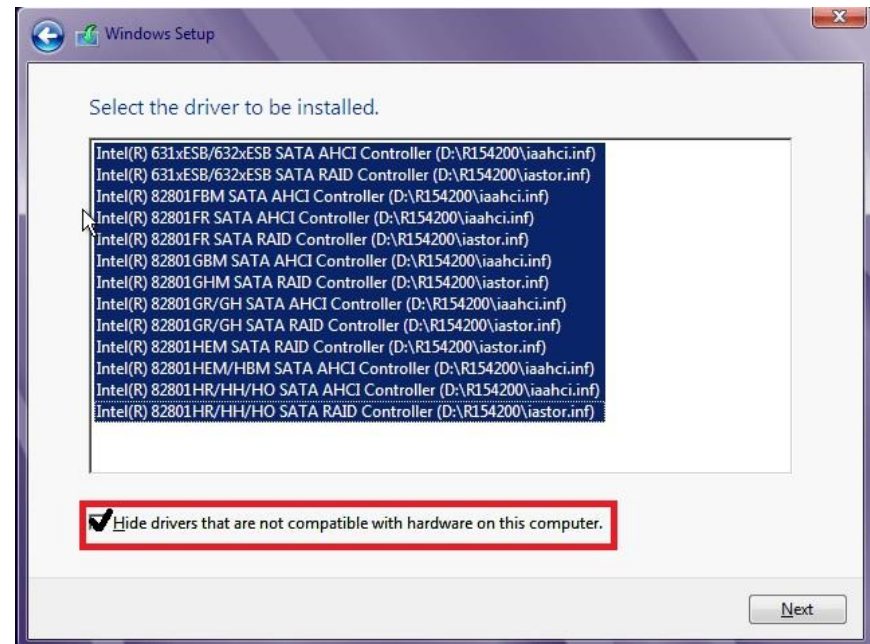 Windows Setup
Select the driver to be installed.
Intel(R) 631xESB/632xESB SATA AHCI Controller (D:\R154200\iaahci.inf)
Intel(R) 631xESB/632xESB SATA RAID Controller (D:\R154200\iastor.inf)
Intel(R) 82801FBM SATA AHCI Controller (D:\R154200\iaahci.inf)
Intel(R) 82801FR SATA AHCI Controller (D:\R154200\iaahci.inf)
Intel(R) 82801FR SATA RAID Controller (D:\R154200\iastor.inf)
Intel(R) 82801GBM SATA AHCI Controller (D:\R154200\iaahci.inf)
Intel(R) 82801GHM SATA RAID Controller (D:\R154200\iastor.inf)
Intel(R) 82801GR/GH SATA AHCI Controller (D:\R154200\iaahci.inf)
Intel(R) 82801GR/GH SATA RAID Controller (D:\R154200\iastor.inf)
Intel(R) 82801HEM SATA RAID Controller (D:\R154200\iastor.inf)
Intel(R) 82801HEM/HBM SATA AHCI Controller (D:\R154200\iaahci.inf)
Intel(R) 82801HR/HH/HO SATA AHCI Controller (D:\R154200\iaahci.inf)
Intel(R) 82801HR/HH/HO SATA RAID Controller (D:\R154200\iastor.inf)
Hide drivers that are not compatible with hardware on this computer.
Next